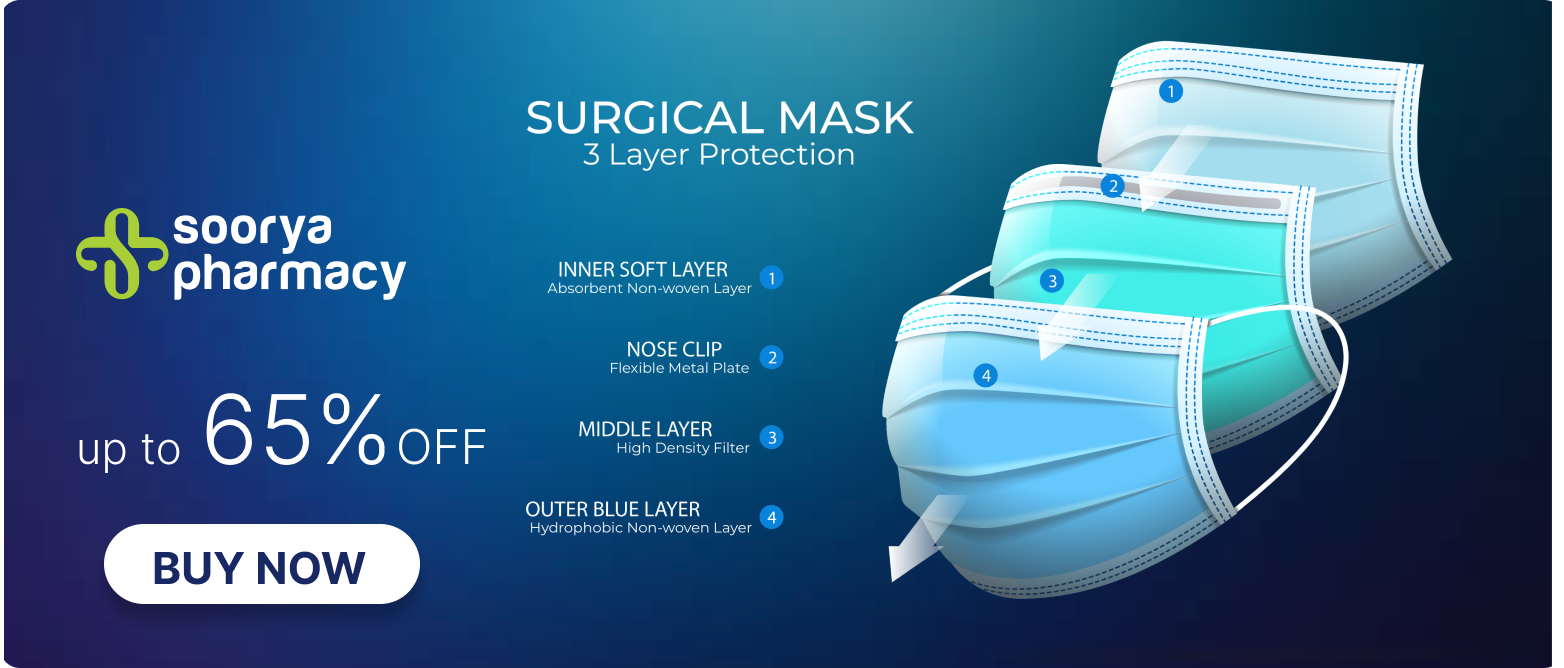 soorya
pharmacy
up to 65% OFF
BUY NOW
SURGICAL MASK
3 Layer Protection
INNER SOFT LAYER
Absorbent Non-woven Layer
1
NOSE CLIP
Flexible Metal Plate
2
MIDDLE LAYER
High Density Filter
3
OUTER BLUE LAYER
Hydrophobic Non-woven Layer
4
1
2
3
4